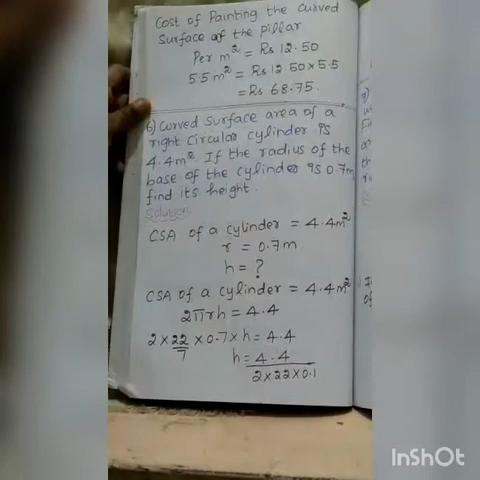 Cost of Painting the Curved
Surface of the Pillar
Per m² = Rs 12.50
5.5 m² = Rs 12.50 × 5.5
= Rs 68.75.
6) Curved Surface area of a
right circular cylinder is
4.4m². If the radius of the
base of the cylinder is 0.7m
find its height.
Solution
CSA of a cylinder = 4.4m²
r = 0.7m
h = ?
CSA of a cylinder = 4.4m²
2πrh = 4.4
2 × 22/7 × 0.7 × h = 4.4
h = 4.4 / 2×22×0.1
InShOt